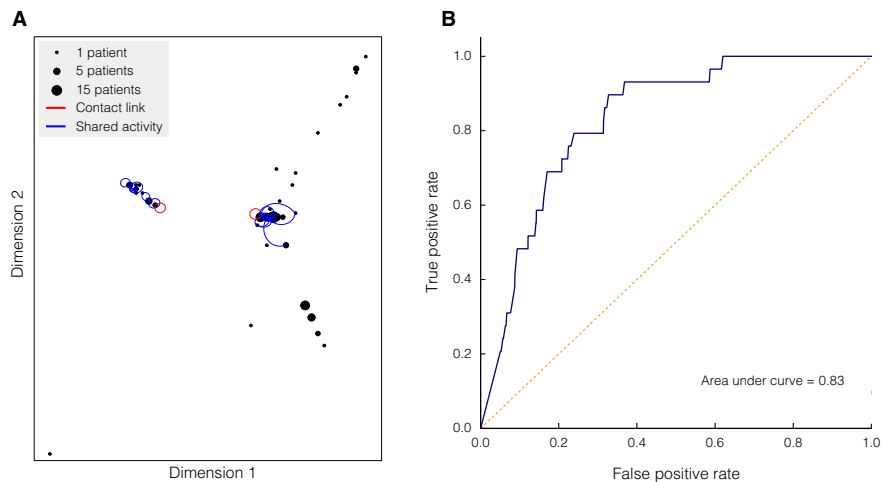 A
1 patient
5 patients
15 patients
Contact link
Shared activity
Dimension 2
Dimension 1
B
1.0
0.8
0.6
0.4
0.2
0.0
True positive rate
Area under curve = 0.83
0.0 0.2 0.4 0.6 0.8 1.0
False positive rate